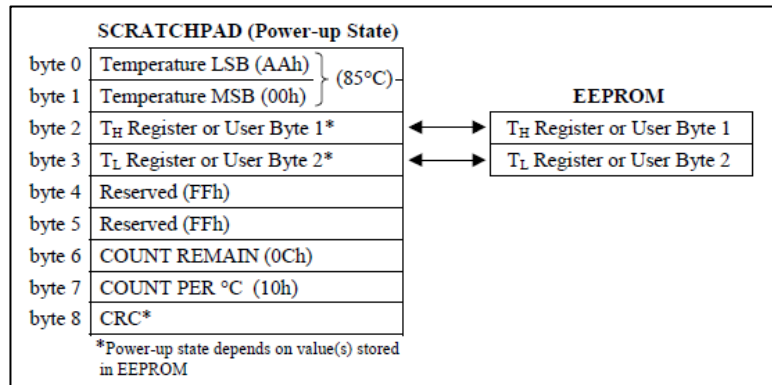 SCRATCHPAD (Power-up State)
byte 0 Temperature LSB (AAh)
(85°C)
byte 1 Temperature MSB (00h)
EEPROM
byte 2 TH Register or User Byte 1* TH Register or User Byte 1
byte 3 TL Register or User Byte 2* TL Register or User Byte 2
byte 4 Reserved (FFh)
byte 5 Reserved (FFh)
byte 6 COUNT REMAIN (0Ch)
byte 7 COUNT PER °C (10h)
byte 8 CRC*
*Power-up state depends on value(s) stored
in EEPROM